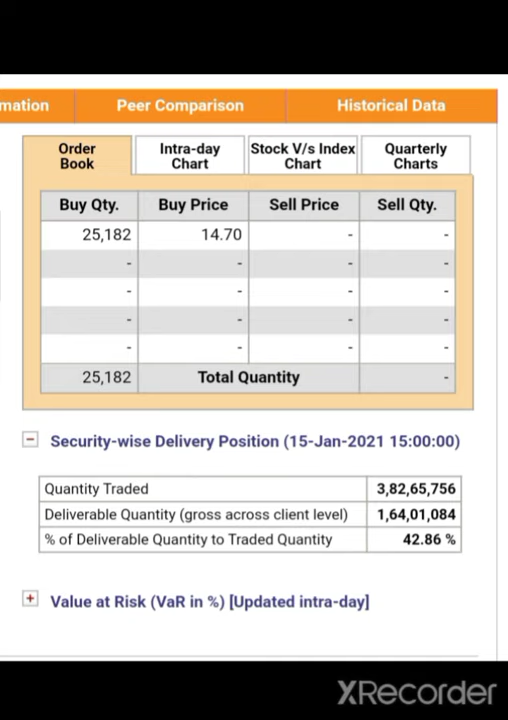 mation Peer Comparison Historical Data
Order Book Intra-day Chart Stock V/s Index Chart Quarterly Charts
Buy Qty. Buy Price Sell Price Sell Qty.
25,182 14.70 - -
- - - -
- - - -
- - - -
- - - -
25,182 Total Quantity -
− Security-wise Delivery Position (15-Jan-2021 15:00:00)
Quantity Traded 3,82,65,756
Deliverable Quantity (gross across client level) 1,64,01,084
% of Deliverable Quantity to Traded Quantity 42.86 %
+ Value at Risk (VaR in %) [Updated intra-day]
XRecorder